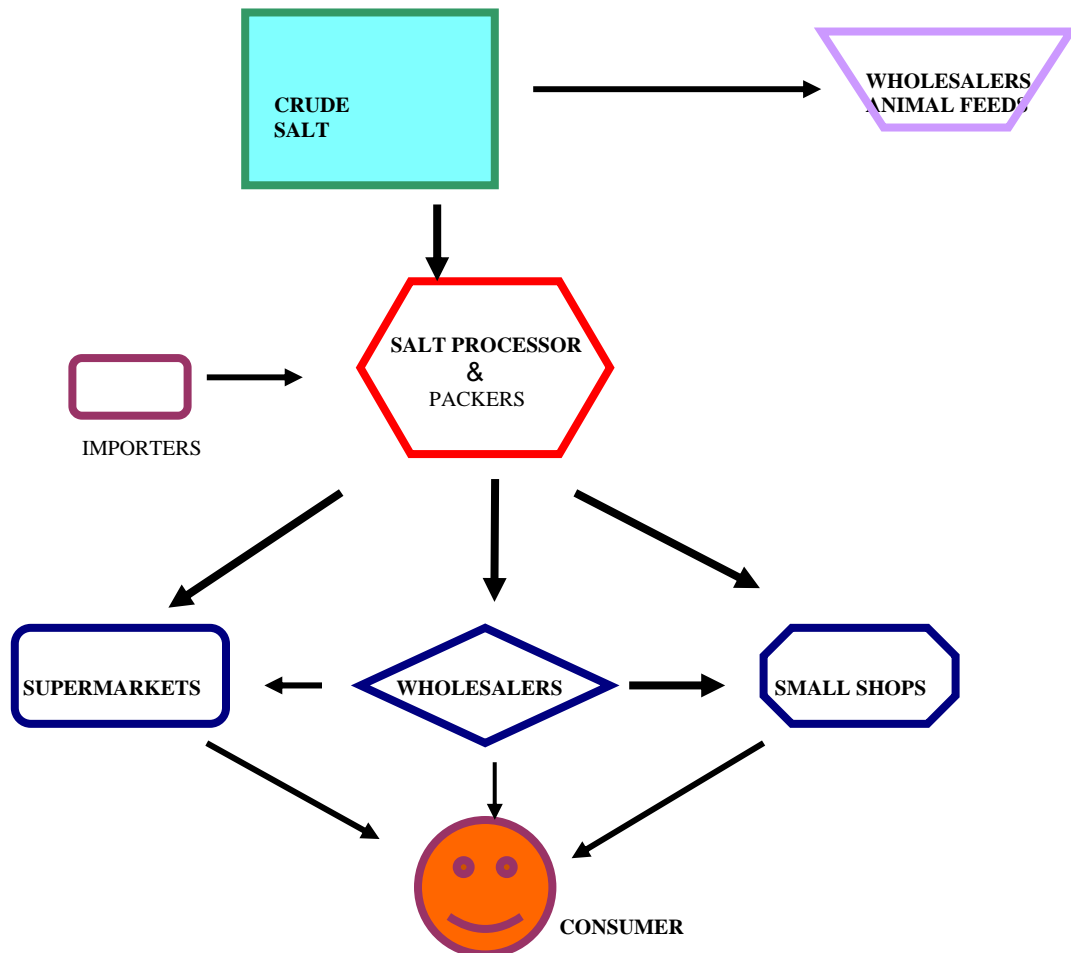 CRUDE
SALT
WHOLESALERS
ANIMAL FEEDS
SALT PROCESSOR
&
PACKERS
IMPORTERS
SUPERMARKETS
WHOLESALERS
SMALL SHOPS
CONSUMER